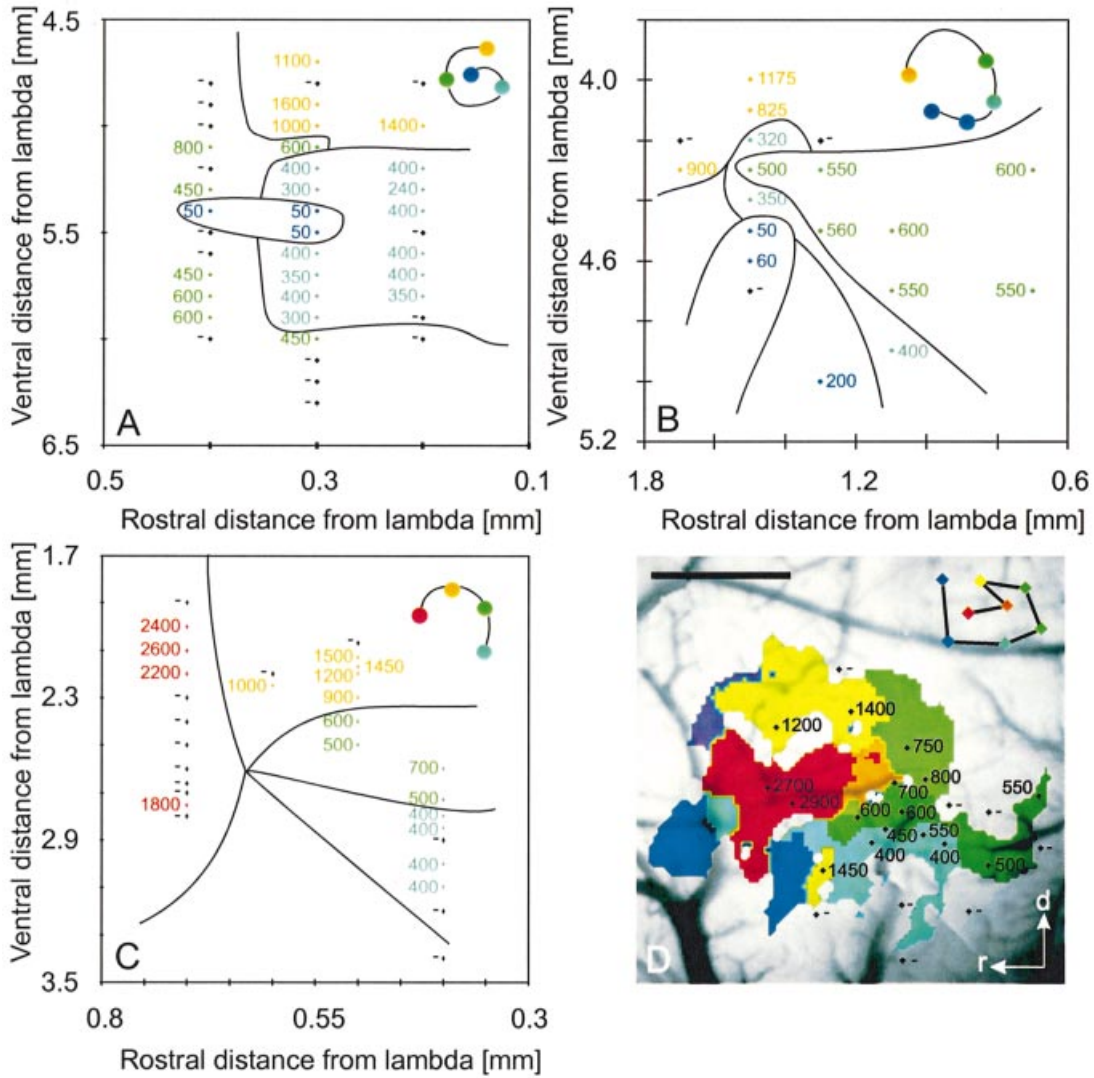 4.5
5.5
6.5
0.5 0.3 0.1
Ventral distance from lambda [mm]
Rostral distance from lambda [mm]
A
1100
-
-
1600
-
1000 1400
800 600
- 400 400
450 300 240
50 50 400
- 50 -
- 400 400
450 350 400
600 400 350
600 300 -
- 450 -
-
-
-
4.0
4.6
5.2
1.8 1.2 0.6
Ventral distance from lambda [mm]
Rostral distance from lambda [mm]
B
1175
825
- 320 -
900 500 550 600
350
50 560 600
60
- 550 550
400
200
1.7
2.3
2.9
3.5
0.8 0.55 0.3
Ventral distance from lambda [mm]
Rostral distance from lambda [mm]
C
-
2400
-
2600 1500
1450
2200 - 1200
1000
- 900
- 600
- 500
- 700
-
-
1800 500
- 400
400
-
400
400
-
-
D
-
1400
1200
750
2700 700 800 550
2900 600 600 - -
450 550
400 400 -
1450 500
- - -
-
d
r